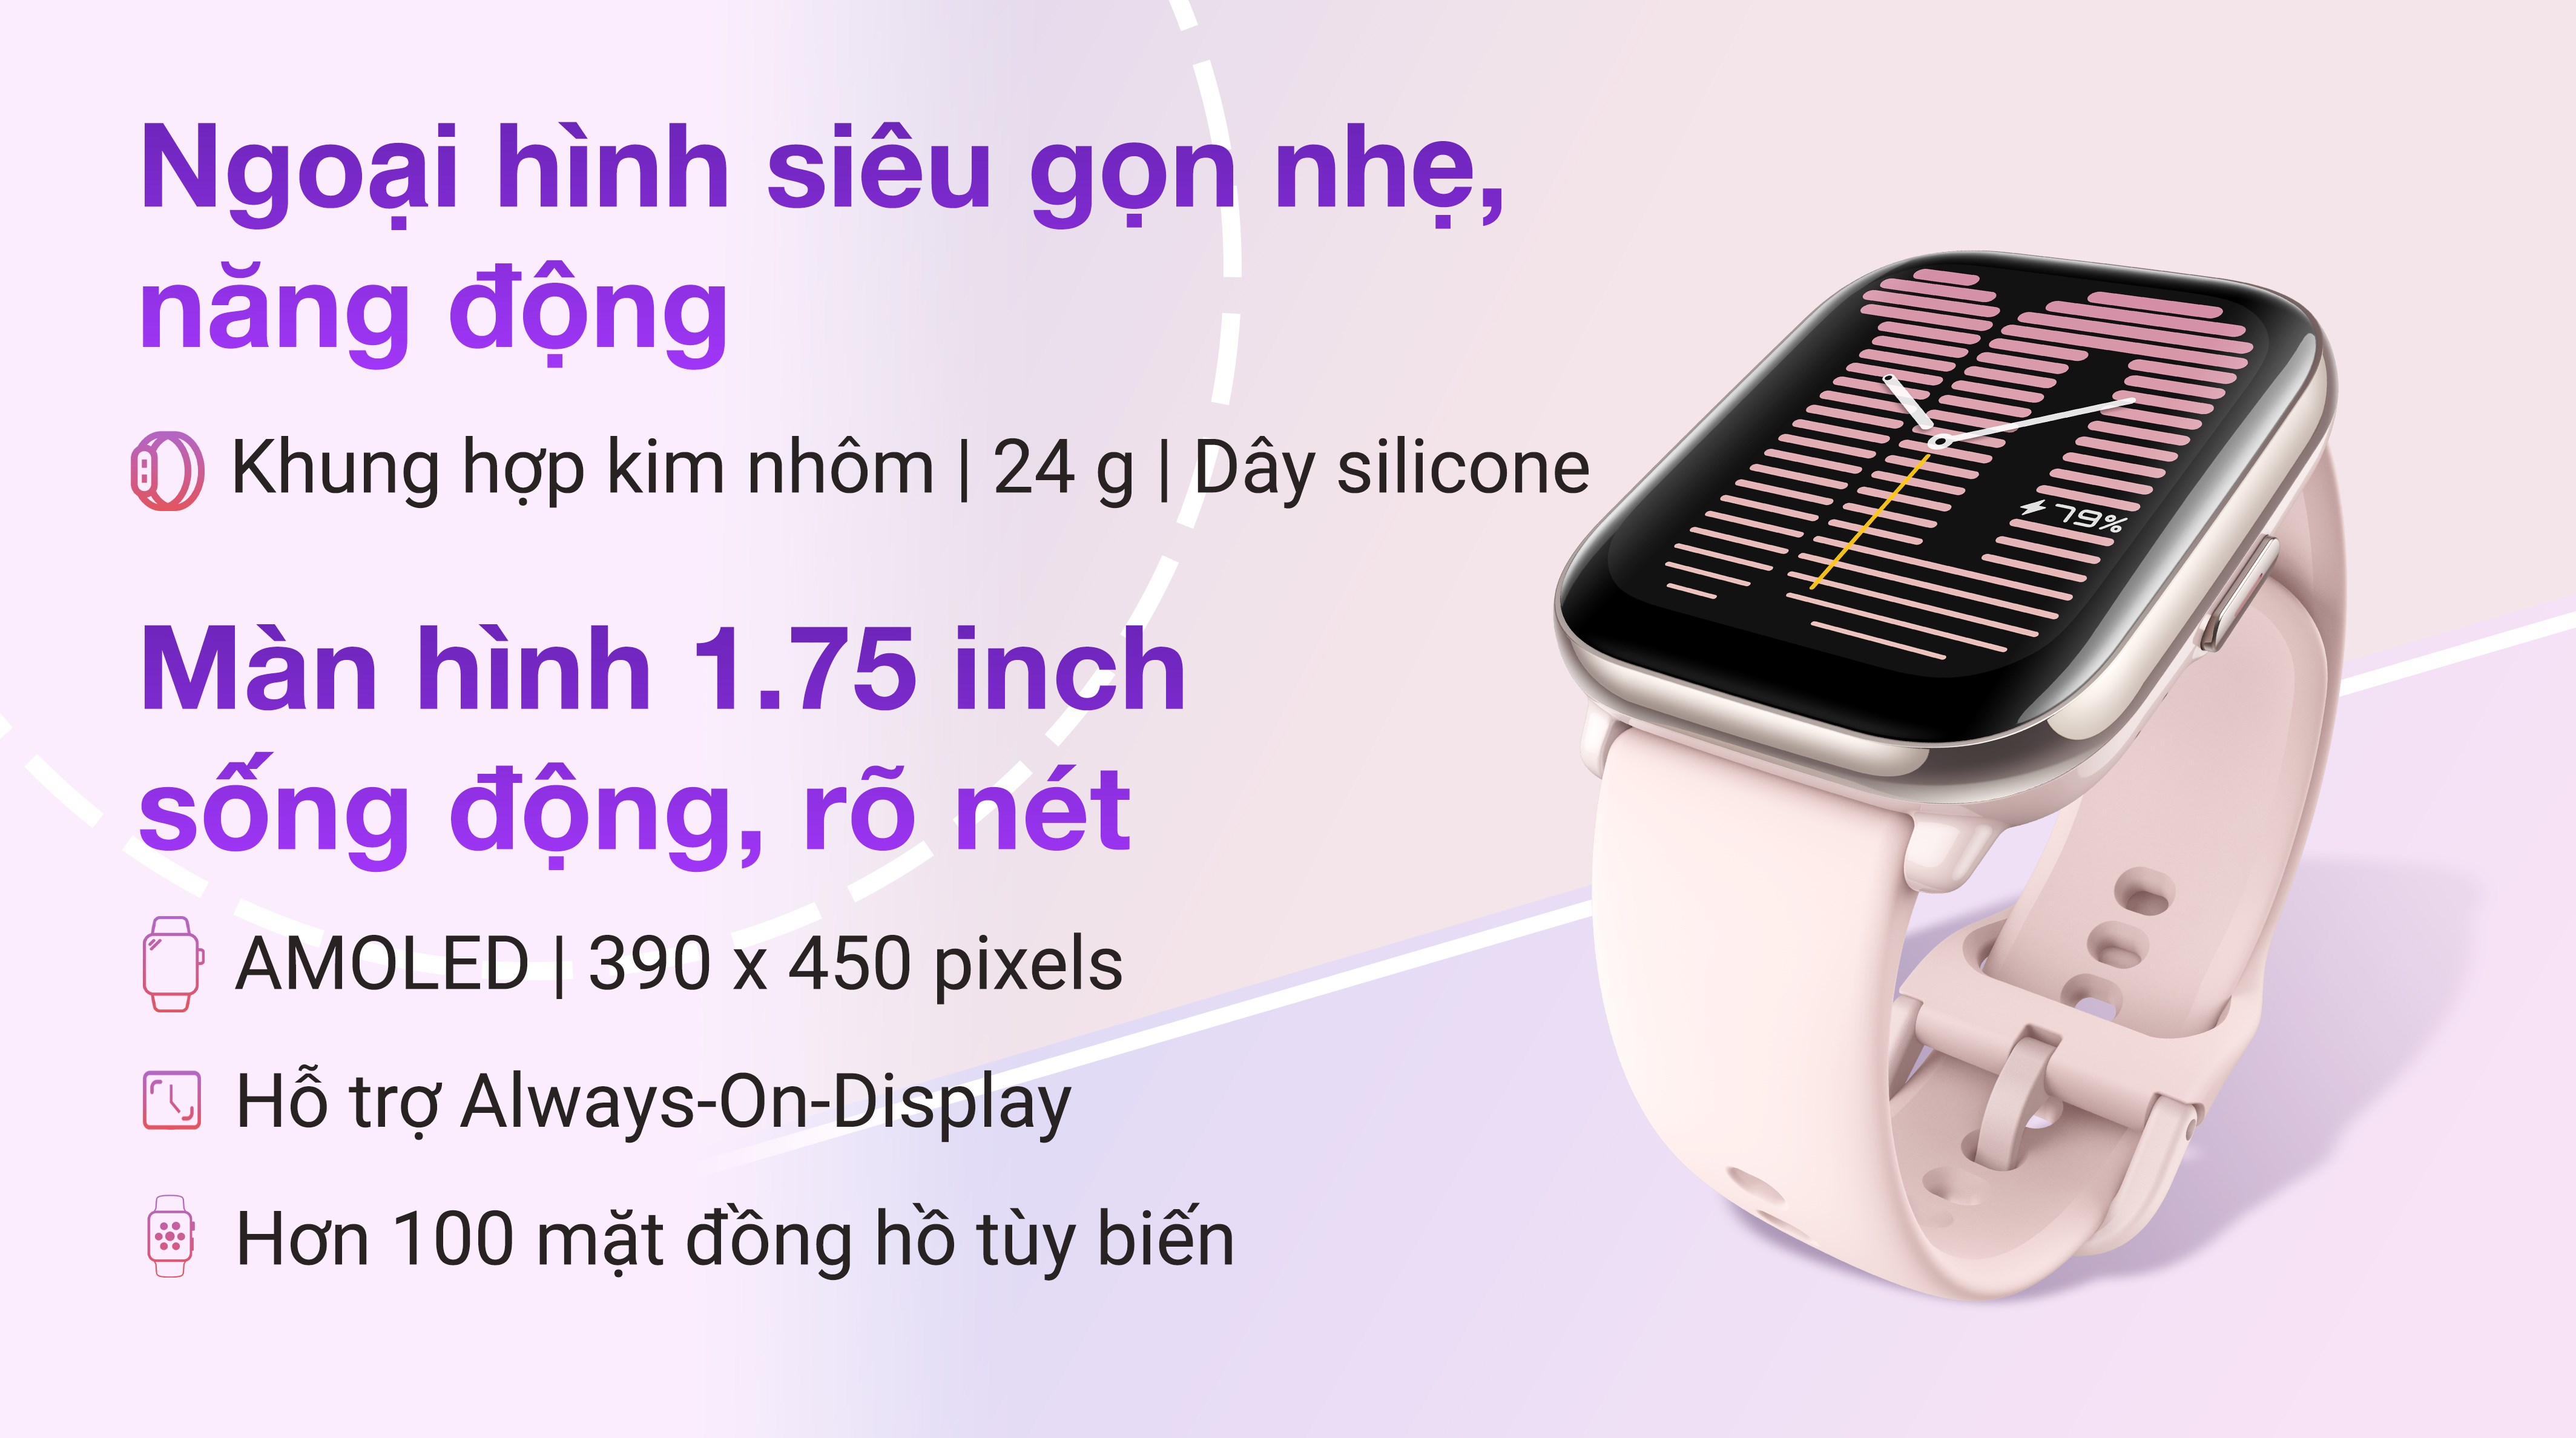 Ngoại hình siêu gọn nhẹ,
năng động
Khung hợp kim nhôm | 24 g | Dây silicone
Màn hình 1.75 inch
sống động, rõ nét
AMOLED | 390 x 450 pixels
Hỗ trợ Always-On-Display
Hơn 100 mặt đồng hồ tùy biến
79%